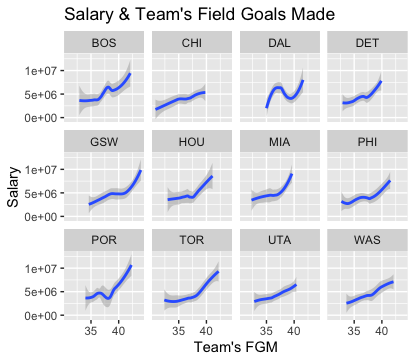 Salary & Team's Field Goals Made
BOS CHI DAL DET
1e+07
5e+06
0e+00
GSW HOU MIA PHI
1e+07
5e+06
0e+00
POR TOR UTA WAS
1e+07
5e+06
0e+00
35 40 35 40 35 40 35 40
Salary
Team's FGM